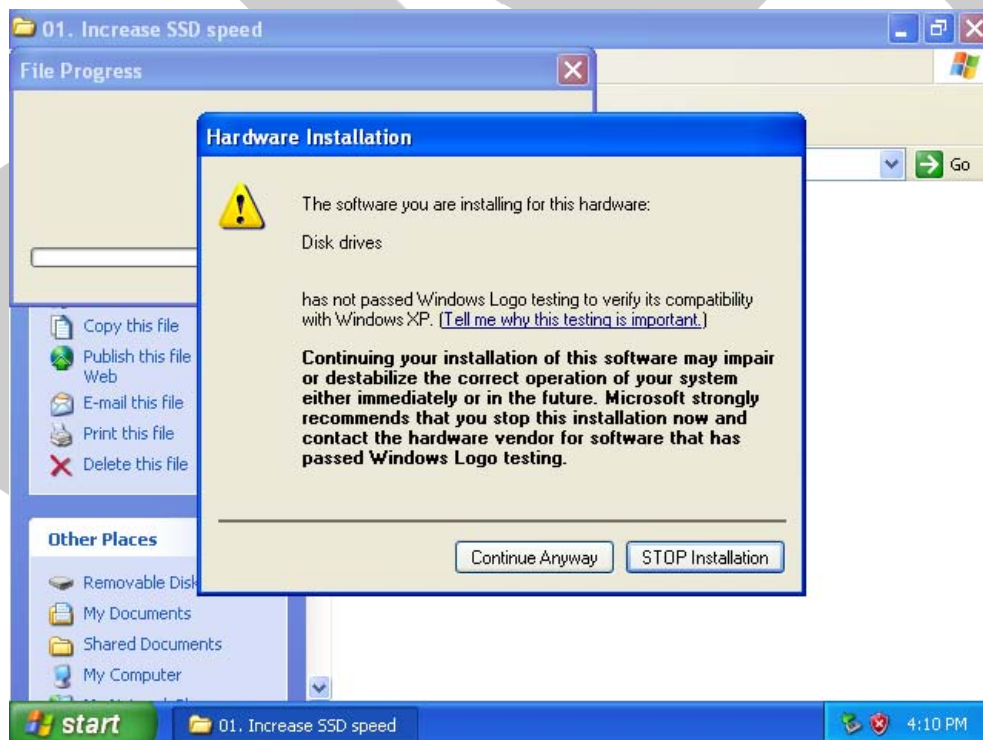 01. Increase SSD speed
File Progress
Go
Hardware Installation
The software you are installing for this hardware:
Disk drives
has not passed Windows Logo testing to verify its compatibility
with Windows XP. (Tell me why this testing is important.)
Continuing your installation of this software may impair
or destabilize the correct operation of your system
either immediately or in the future. Microsoft strongly
recommends that you stop this installation now and
contact the hardware vendor for software that has
passed Windows Logo testing.
Continue Anyway STOP Installation
Copy this file
Publish this file
Web
E-mail this file
Print this file
Delete this file
Other Places
Removable Disk
My Documents
Shared Documents
My Computer
start 01. Increase SSD speed 4:10 PM